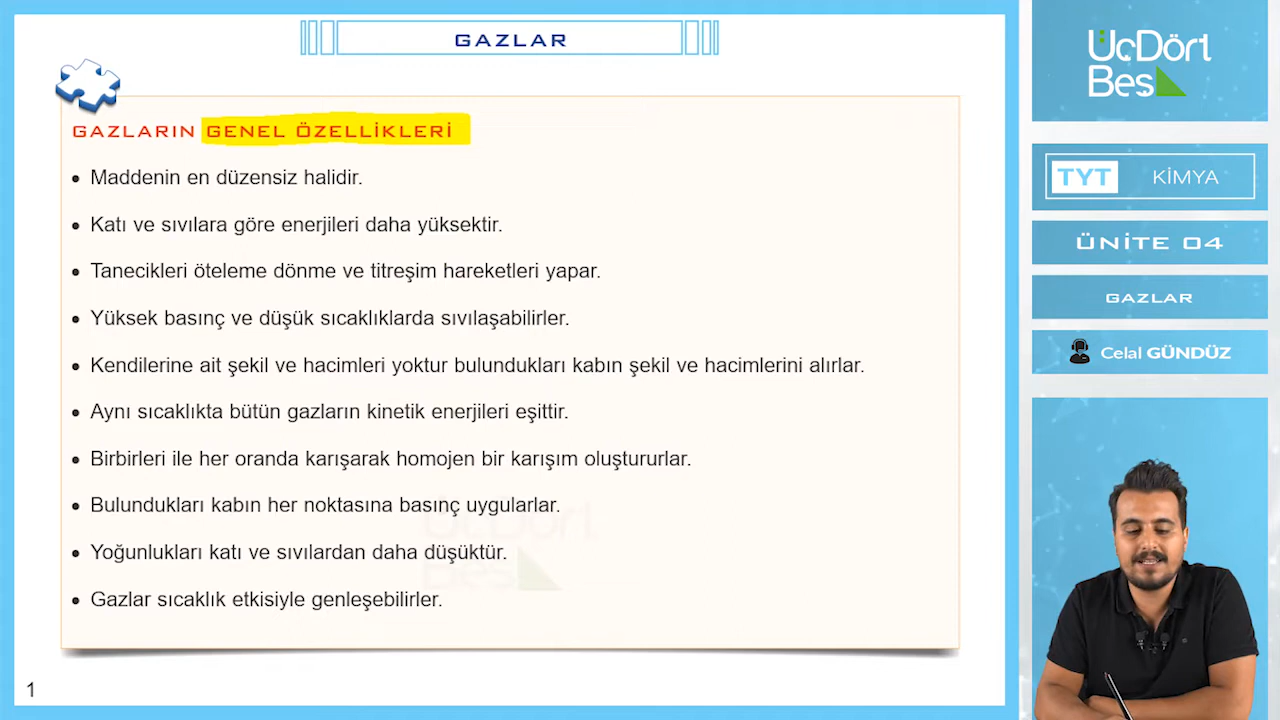 GAZLAR
GAZLARIN GENEL ÖZELLİKLERİ
• Maddenin en düzensiz halidir.
• Katı ve sıvılara göre enerjileri daha yüksektir.
• Tanecikleri öteleme dönme ve titreşim hareketleri yapar.
• Yüksek basınç ve düşük sıcaklıklarda sıvılaşabilirler.
• Kendilerine ait şekil ve hacimleri yoktur bulundukları kabın şekil ve hacimlerini alırlar.
• Aynı sıcaklıkta bütün gazların kinetik enerjileri eşittir.
• Birbirleri ile her oranda karışarak homojen bir karışım oluştururlar.
• Bulundukları kabın her noktasına basınç uygularlar.
• Yoğunlukları katı ve sıvılardan daha düşüktür.
• Gazlar sıcaklık etkisiyle genleşebilirler.
1
ÜçDört
Beş
TYT KİMYA
ÜNİTE 04
GAZLAR
Celal GÜNDÜZ
ÜçDört
Beş